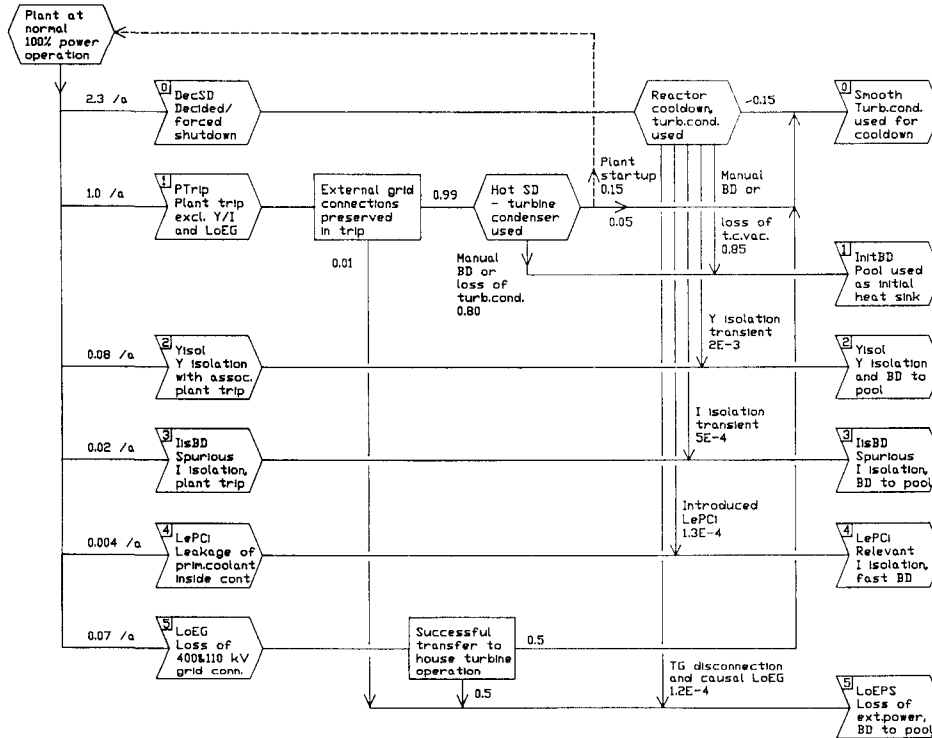 Plant at
normal
100% power
operation
2.3 /a
0
DecSD
Decided/
forced
shutdown
Reactor
cooldown,
turb.cond.
used
~0.15
0
Smooth
Turb.cond.
used for
cooldown
Plant
startup
0.15
Manual
BD or
loss of
t.c.vac.
0.85
1.0 /a
1
PTrip
Plant trip
excl. Y/I
and LoEG
External grid
connections
preserved
in trip
0.99
0.01
Hot SD
- turbine
condenser
used
0.05
Manual
BD or
loss of
turb.cond.
0.80
1
InitBD
Pool used
as initial
heat sink
Y isolation
transient
2E-3
0.08 /a
2
Yisol
Y isolation
with assoc.
plant trip
2
Yisol
Y isolation
and BD to
pool
I isolation
transient
5E-4
0.02 /a
3
IisBD
Spurious
I isolation,
plant trip
3
IisBD
Spurious
I isolation,
BD to pool
Introduced
LePCi
1.3E-4
0.004 /a
4
LePCi
Leakage of
prim.coolant
inside cont.
4
LePCi
Relevant
I isolation,
fast BD
0.07 /a
5
LoEG
Loss of
400&110 kV
grid conn.
Successful
transfer to
house turbine
operation
0.5
0.5
TG disconnection
and causal LoEG
1.2E-4
5
LoEPS
Loss of
ext.power,
BD to pool